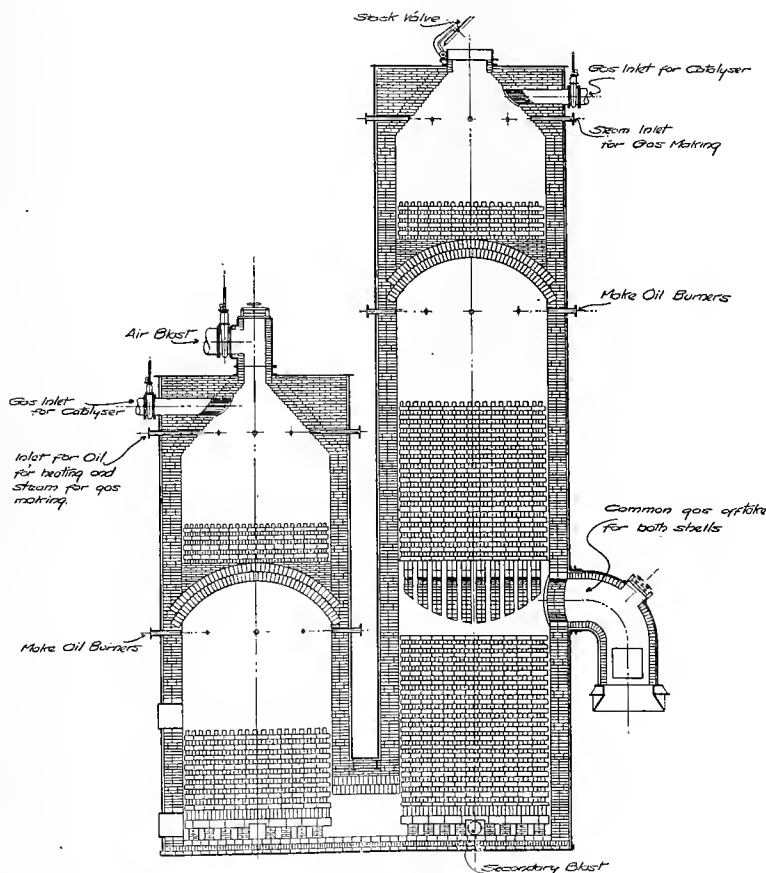 Stack Valve
Gas Inlet for Catalyser
Steam Inlet
for Gas Making
Make Oil Burners
Air Blast
Gas Inlet
for Catalyser
Inlet for Oil
for heating and
steam for gas
making.
Common gas offtake
for both shells
Make Oil Burners
Secondary Blast